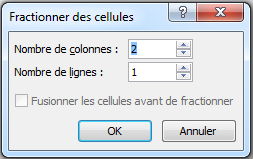 Fractionner des cellules
Nombre de colonnes : 2
Nombre de lignes : 1
Fusionner les cellules avant de fractionner
OK Annuler